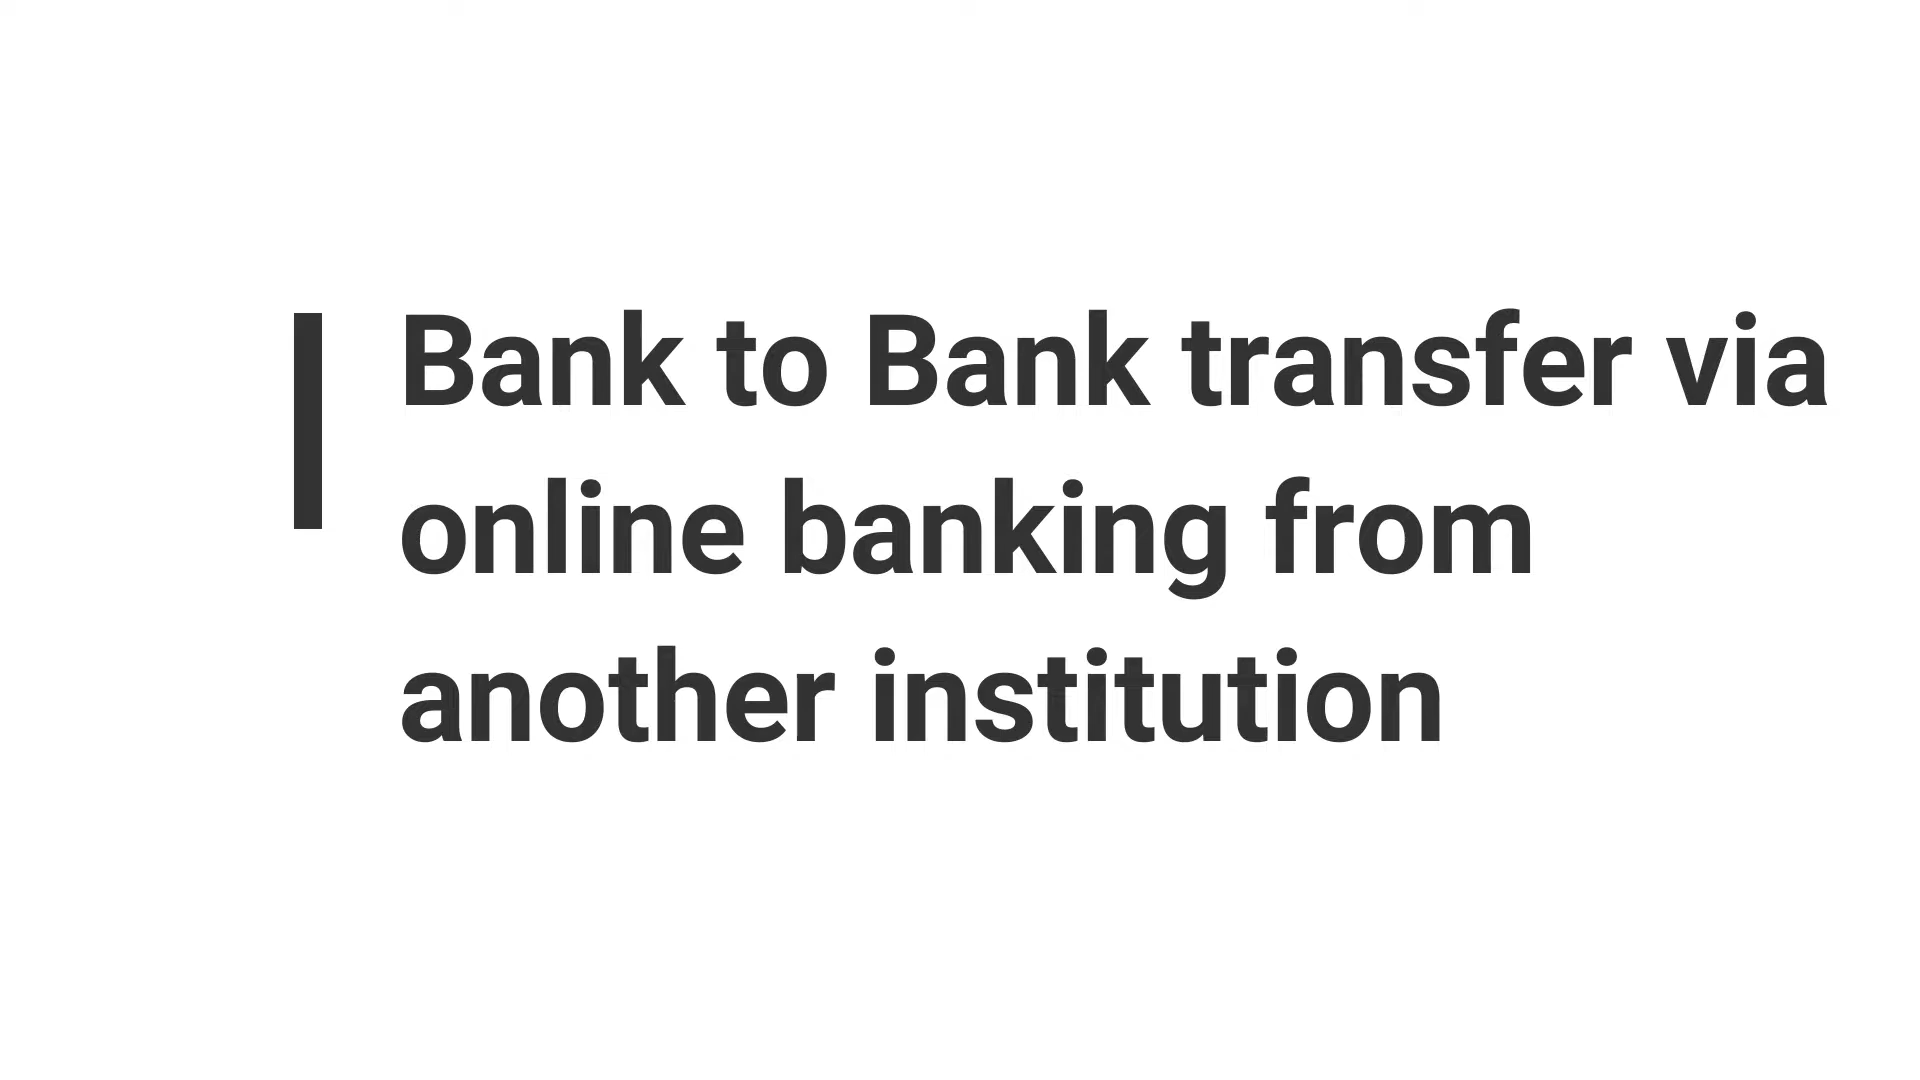 Bank to Bank transfer via
online banking from
another institution